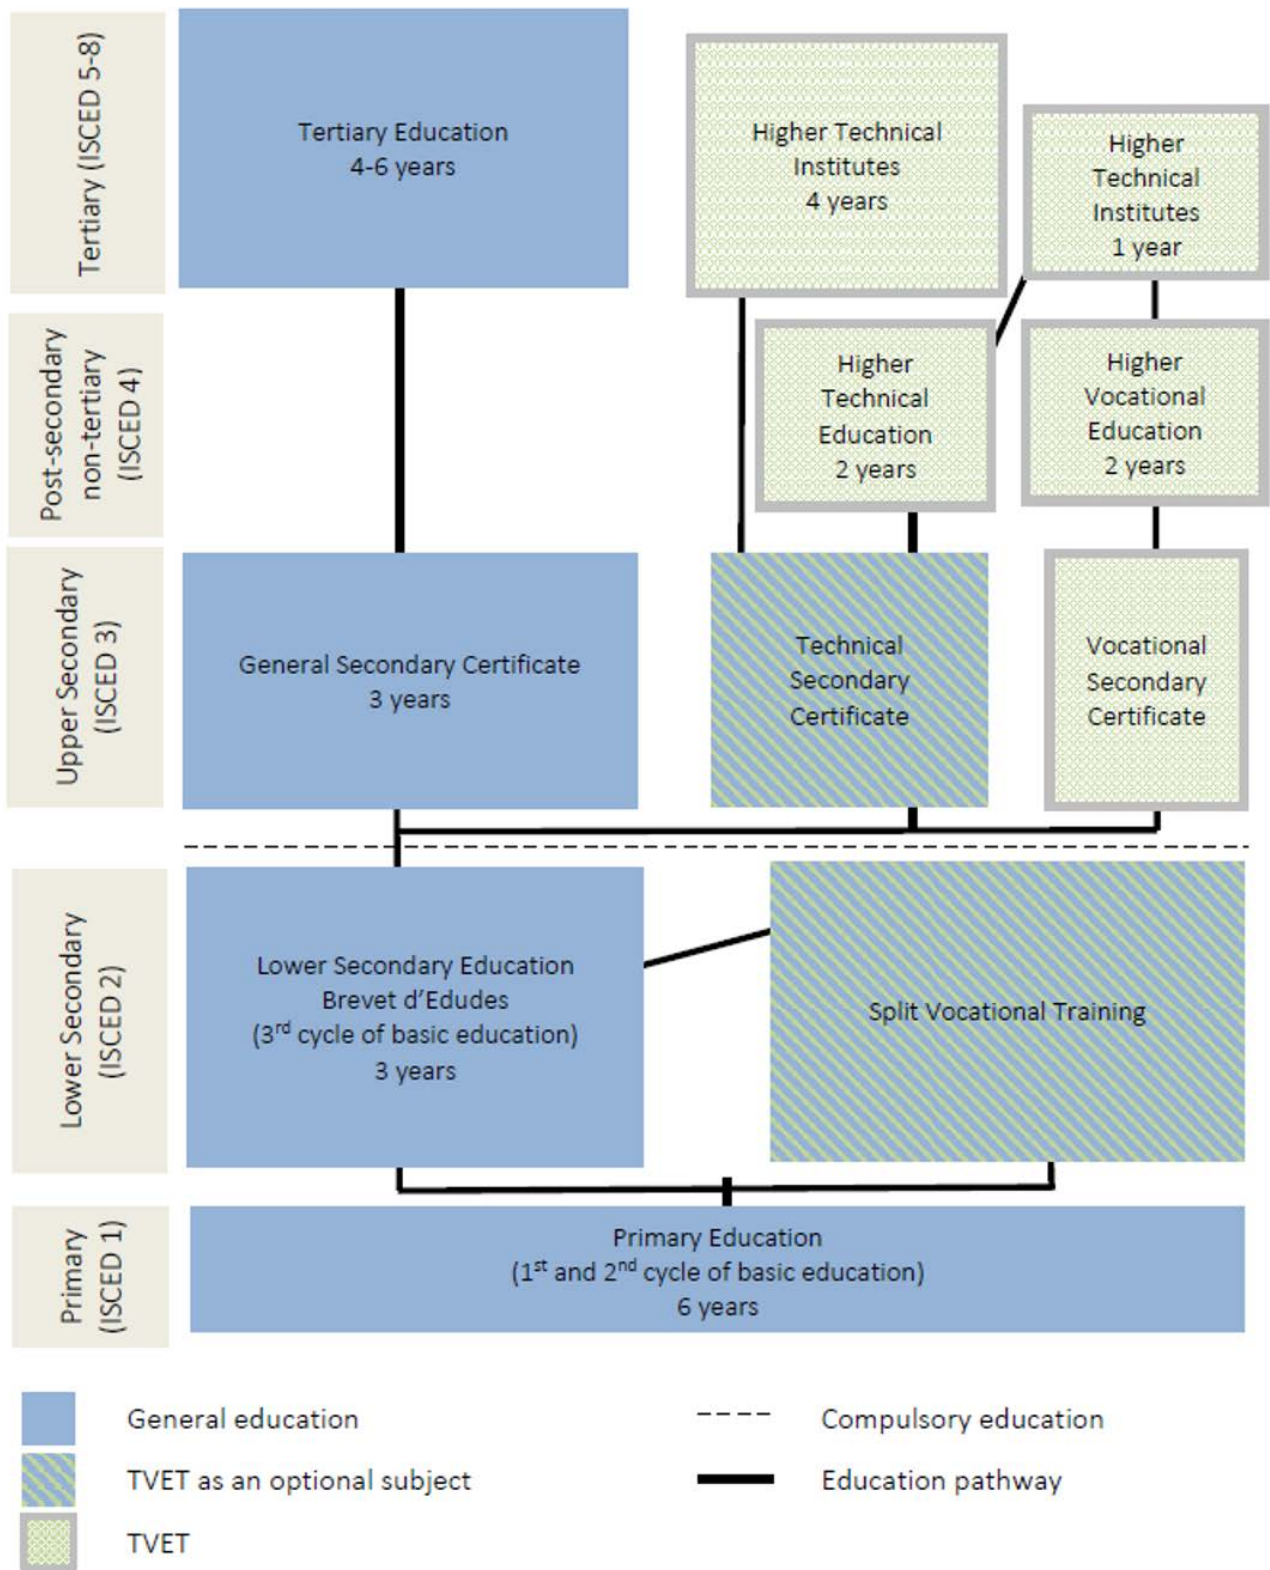 Tertiary (ISCED 5-8)
Tertiary Education
4-6 years
Higher Technical
Institutes
4 years
Higher
Technical
Institutes
1 year
Post-secondary
non-tertiary
(ISCED 4)
Higher
Technical
Education
2 years
Higher
Vocational
Education
2 years
Upper Secondary
(ISCED 3)
General Secondary Certificate
3 years
Technical
Secondary
Certificate
Vocational
Secondary
Certificate
Lower Secondary
(ISCED 2)
Lower Secondary Education
Brevet d’Edudes
(3rd cycle of basic education)
3 years
Split Vocational Training
Primary
(ISCED 1)
Primary Education
(1st and 2nd cycle of basic education)
6 years
General education
TVET as an optional subject
TVET
Compulsory education
Education pathway